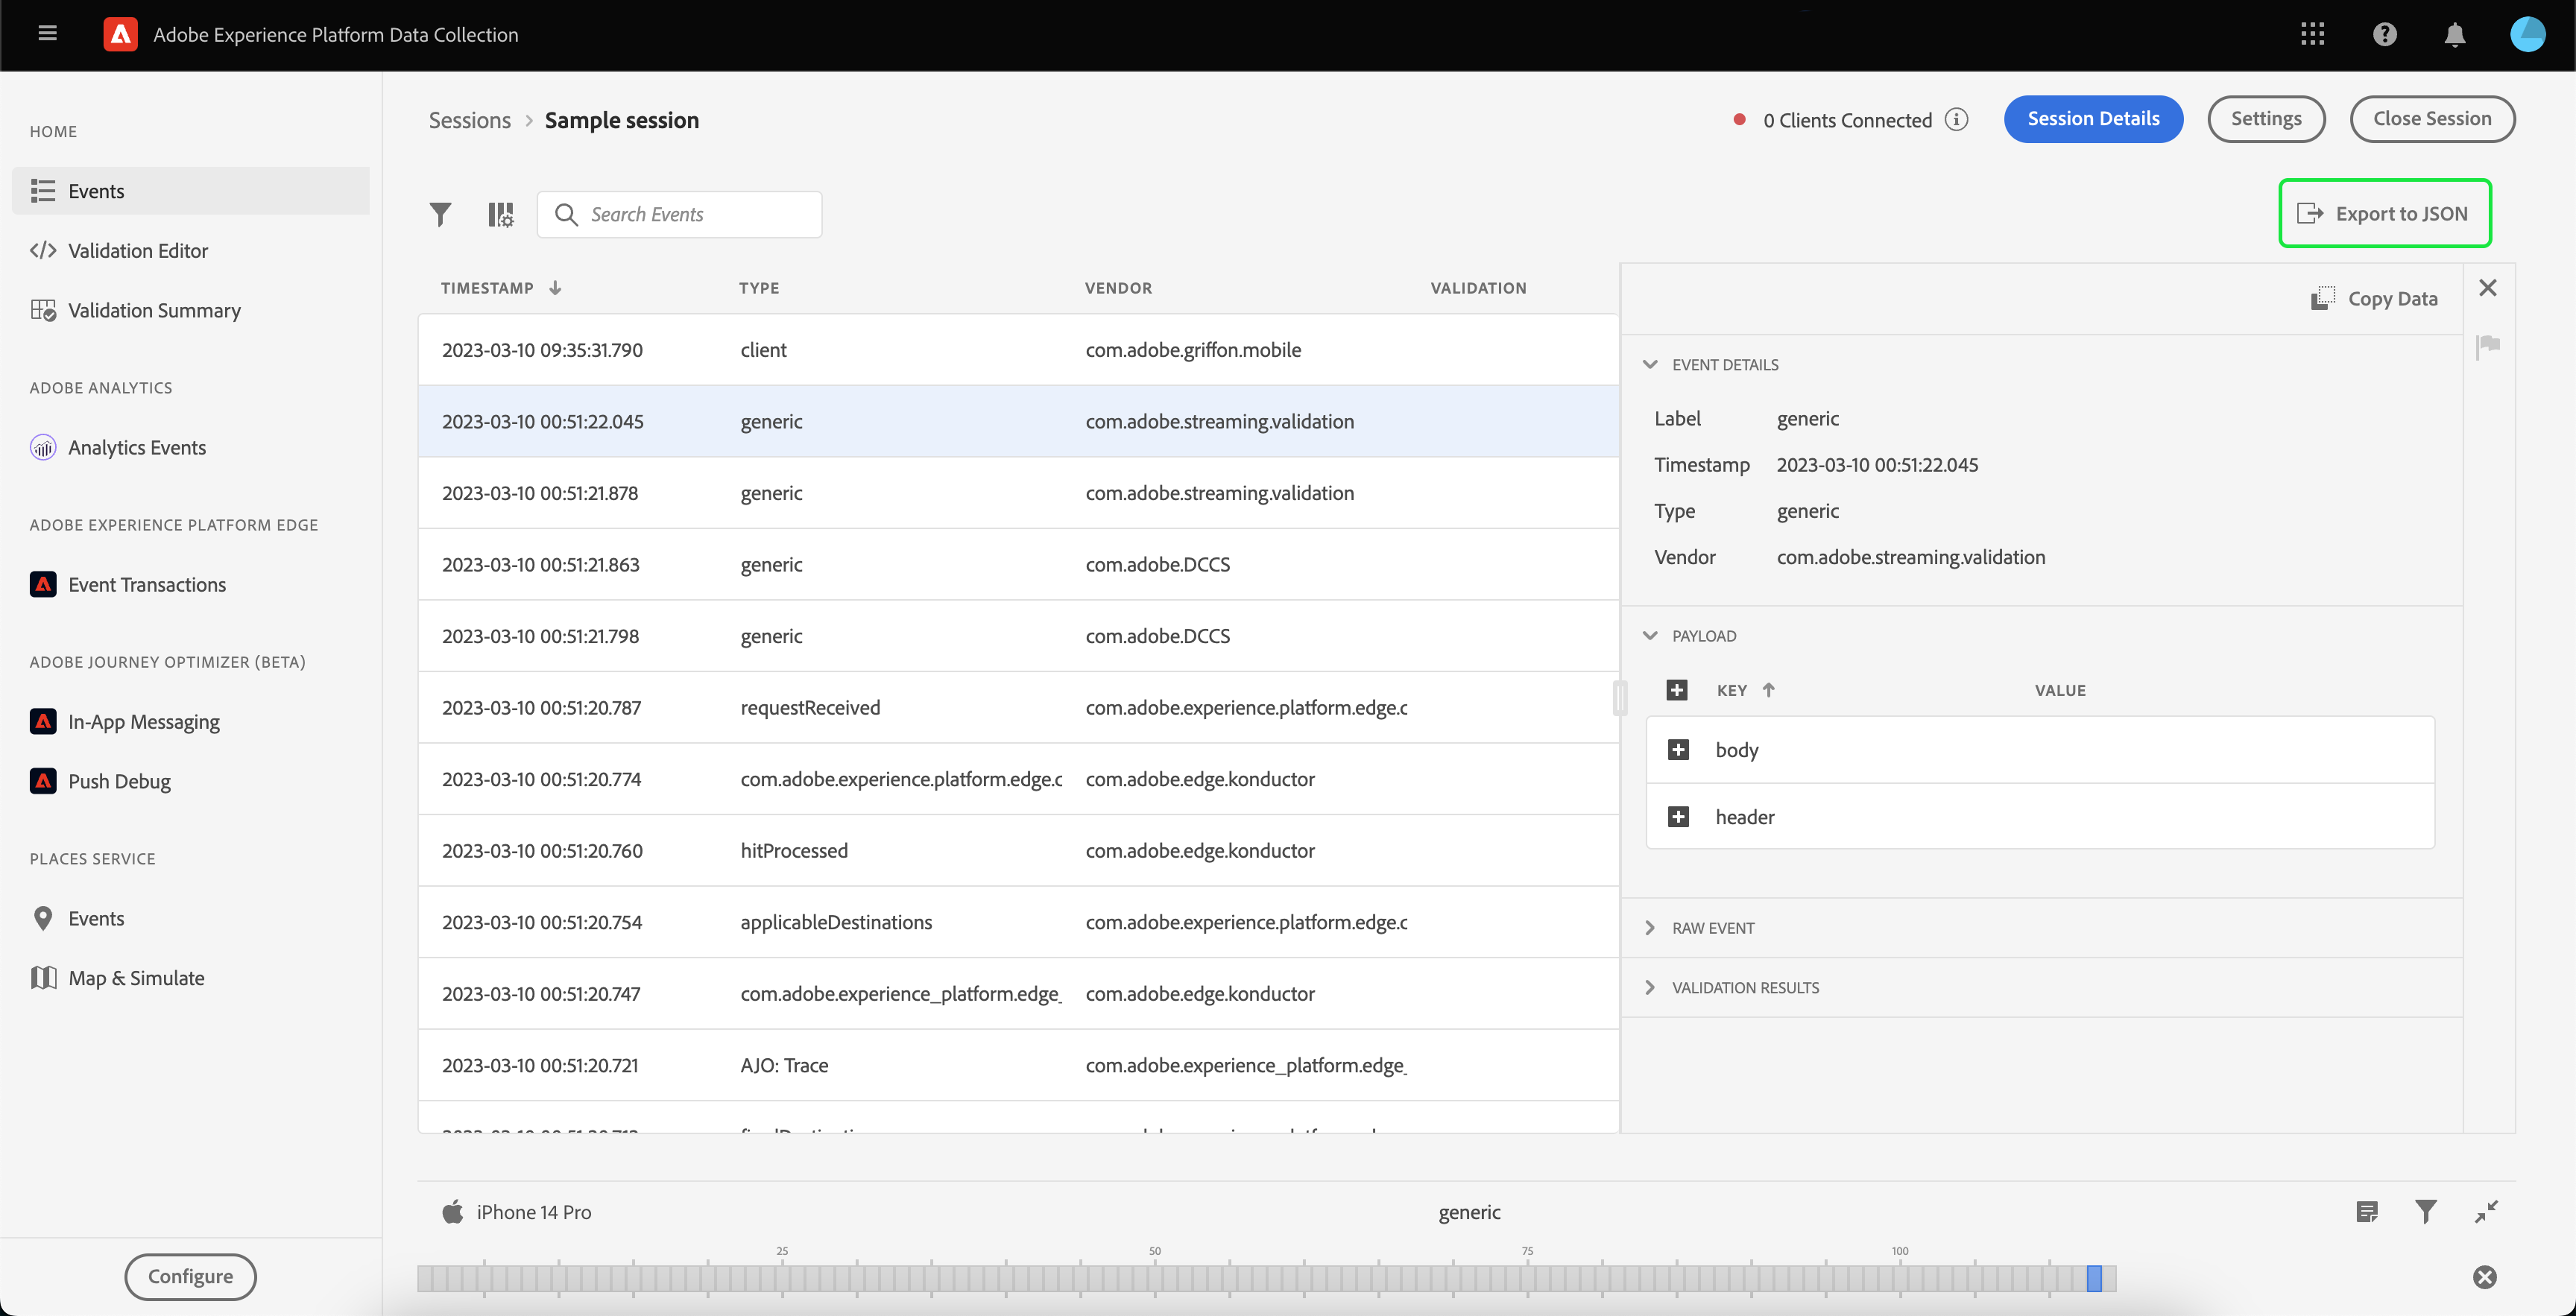 Adobe Experience Platform Data Collection
HOME
Events
Validation Editor
Validation Summary
ADOBE ANALYTICS
Analytics Events
ADOBE EXPERIENCE PLATFORM EDGE
Event Transactions
ADOBE JOURNEY OPTIMIZER (BETA)
In-App Messaging
Push Debug
PLACES SERVICE
Events
Map & Simulate
Configure
Sessions > Sample session
0 Clients Connected
Session Details
Settings
Close Session
Search Events
Export to JSON
TIMESTAMP TYPE VENDOR VALIDATION
2023-03-10 09:35:31.790 client com.adobe.griffon.mobile
2023-03-10 00:51:22.045 generic com.adobe.streaming.validation
2023-03-10 00:51:21.878 generic com.adobe.streaming.validation
2023-03-10 00:51:21.863 generic com.adobe.DCCS
2023-03-10 00:51:21.798 generic com.adobe.DCCS
2023-03-10 00:51:20.787 requestReceived com.adobe.experience.platform.edge.c
2023-03-10 00:51:20.774 com.adobe.experience.platform.edge.c com.adobe.edge.konductor
2023-03-10 00:51:20.760 hitProcessed com.adobe.edge.konductor
2023-03-10 00:51:20.754 applicableDestinations com.adobe.experience.platform.edge.c
2023-03-10 00:51:20.747 com.adobe.experience_platform.edge_ com.adobe.edge.konductor
2023-03-10 00:51:20.721 AJO: Trace com.adobe.experience_platform.edge_
Copy Data
EVENT DETAILS
Label generic
Timestamp 2023-03-10 00:51:22.045
Type generic
Vendor com.adobe.streaming.validation
PAYLOAD
KEY VALUE
body
header
RAW EVENT
VALIDATION RESULTS
iPhone 14 Pro
generic
25 50 75 100